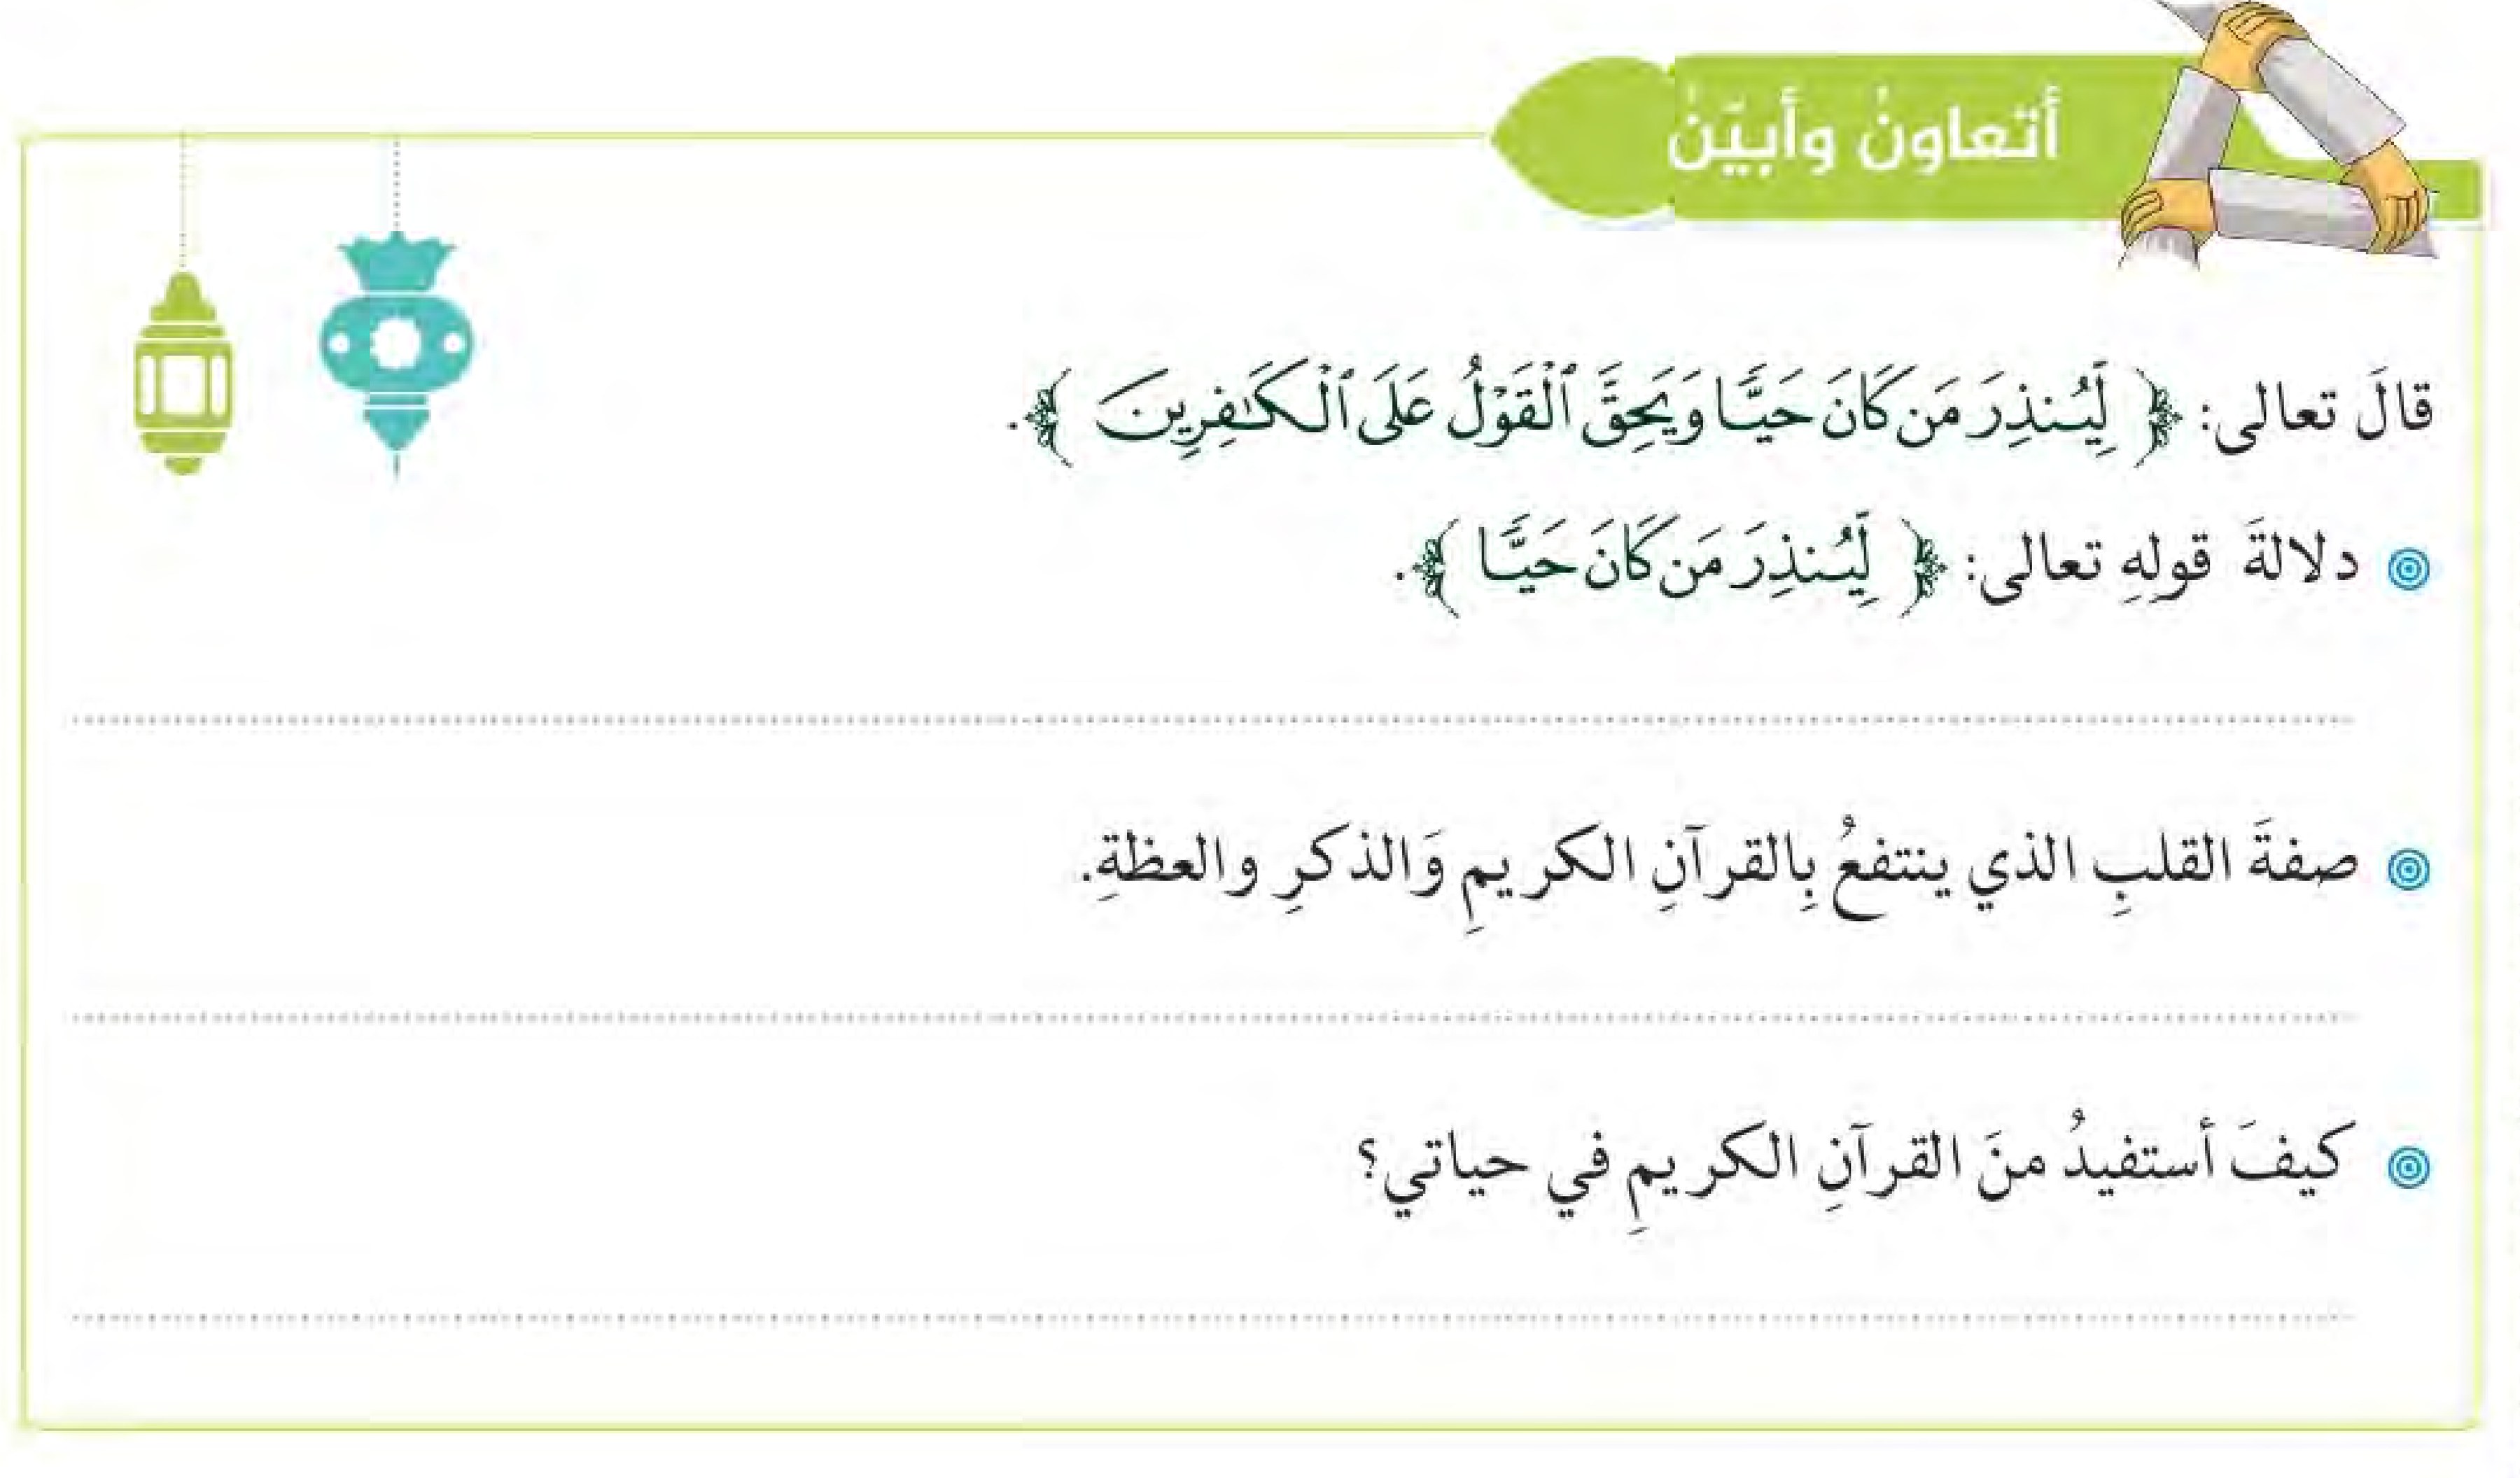 أتعاونُ وأبيّنُ
قالَ تعالى: ﴿ لِّيُنذِرَ مَن كَانَ حَيًّا وَيَحِقَّ ٱلْقَوْلُ عَلَى ٱلْكَٰفِرِينَ ﴾.
دلالةَ قولهِ تعالى: ﴿ لِّيُنذِرَ مَن كَانَ حَيًّا ﴾.
صفةَ القلبِ الذي ينتفعُ بِالقرآنِ الكريمِ وَالذكرِ والعظةِ.
كيفَ أستفيدُ منَ القرآنِ الكريمِ في حياتي؟